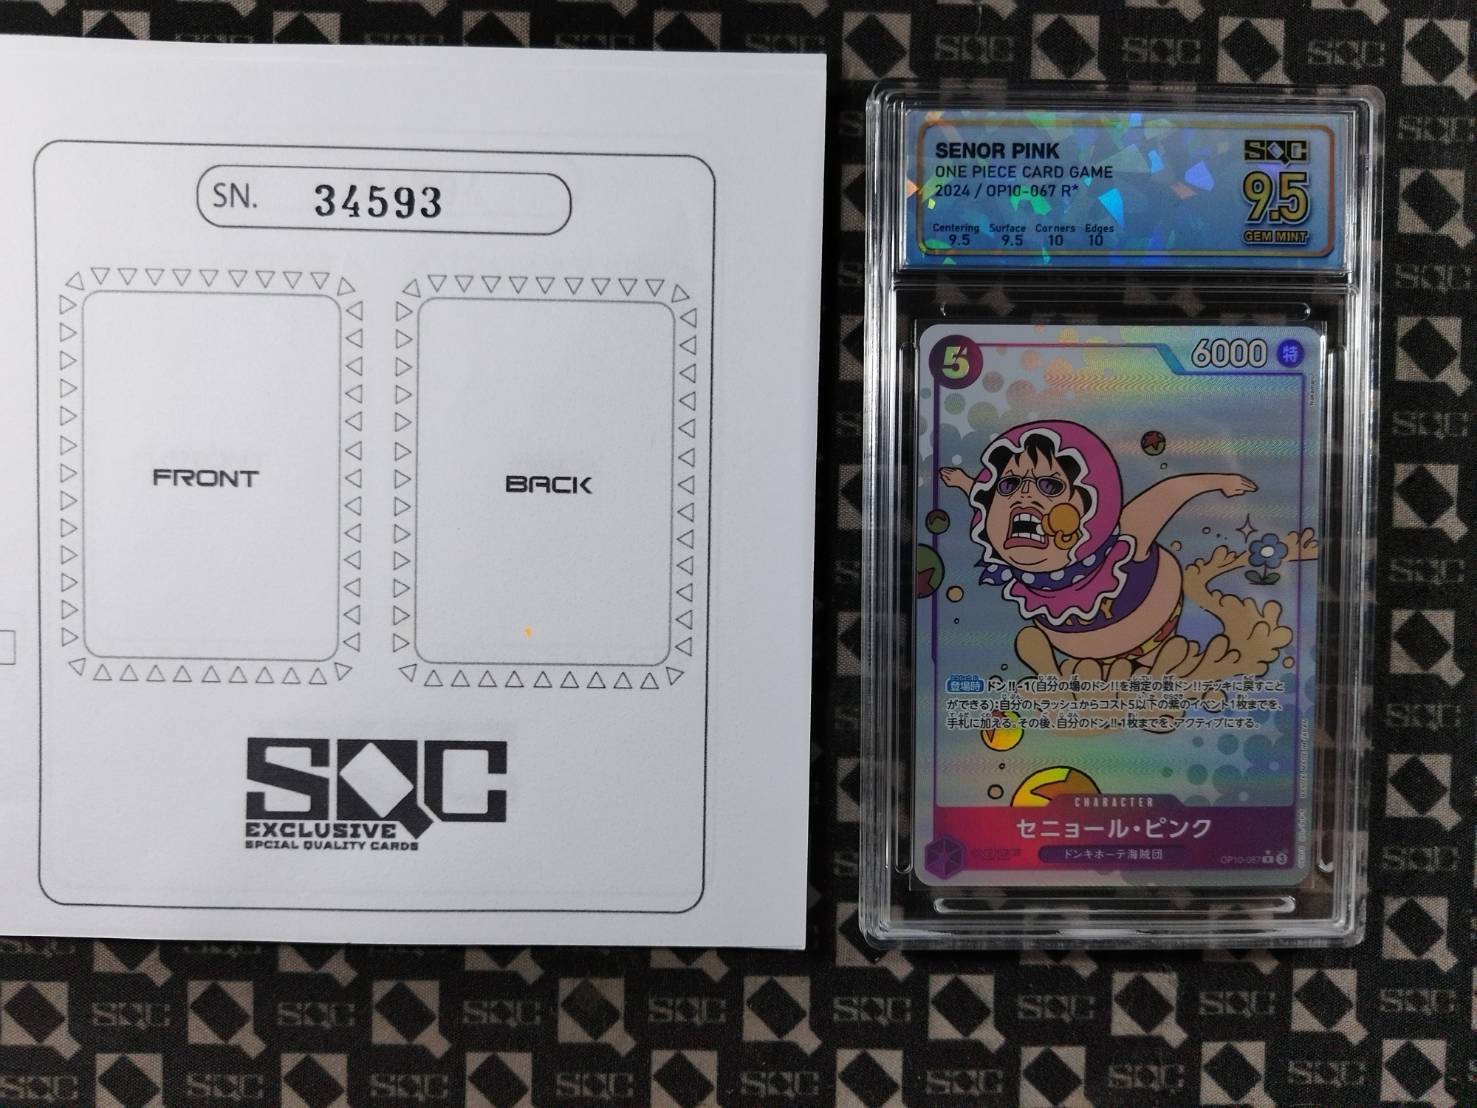 SN. 34593
FRONT
BACK
SQC
EXCLUSIVE
SPCIAL QUALITY CARDS
SENOR PINK
ONE PIECE CARD GAME
2024 / OP10-067 R*
Centering Surface Corners Edges
9.5 9.5 10 10
SQC
9.5
GEM MINT
5
6000 特
登場時 ドン!!-1(自分の場のドン!!を指定の数ドン!!デッキに戻すこと
ができる):自分のトラッシュからコスト5以下の紫のイベント1枚までを、
手札に加える。その後、自分のドン!!1枚までを、アクティブにする。
CHARACTER
セニョール・ピンク
ドンキホーテ海賊団
OP10-067 R